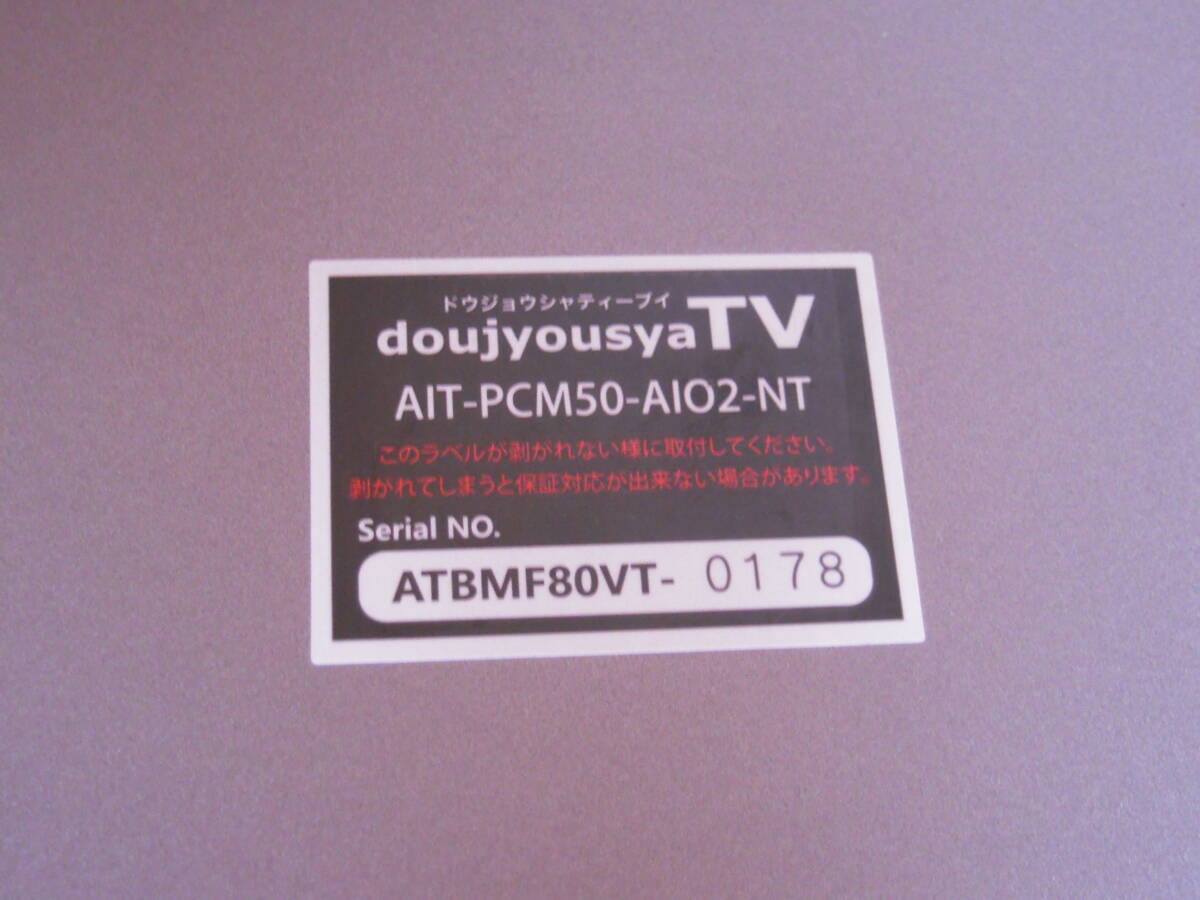 ドウジョウシャティーブイ
doujyousyaTV
AIT-PCM50-AIO2-NT
このラベルが剥がれない様に取付してください。
剥がれてしまうと保証対応が出来ない場合があります。
Serial NO.
ATBMF80VT- 0178